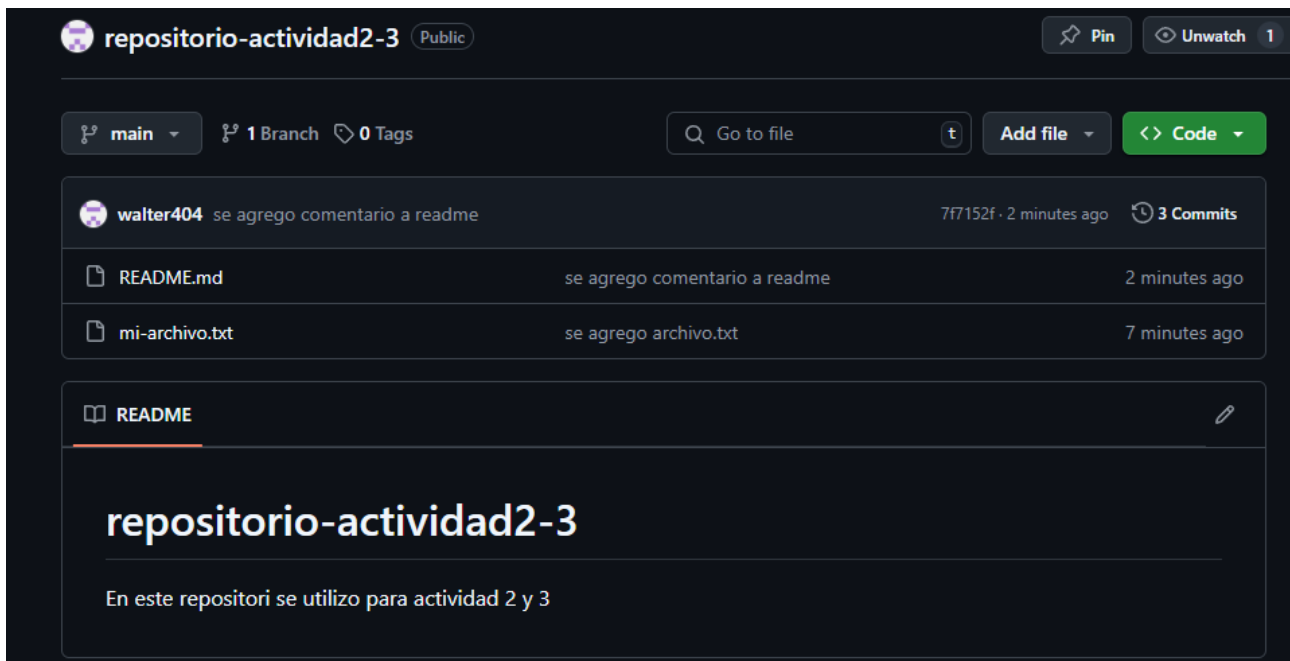 repositorio-actividad2-3 Public Pin Unwatch 1
main 1 Branch 0 Tags Go to file t Add file <> Code
walter404 se agrego comentario a readme 7f7152f · 2 minutes ago 3 Commits
README.md se agrego comentario a readme 2 minutes ago
mi-archivo.txt se agrego archivo.txt 7 minutes ago
README
repositorio-actividad2-3
En este repositori se utilizo para actividad 2 y 3